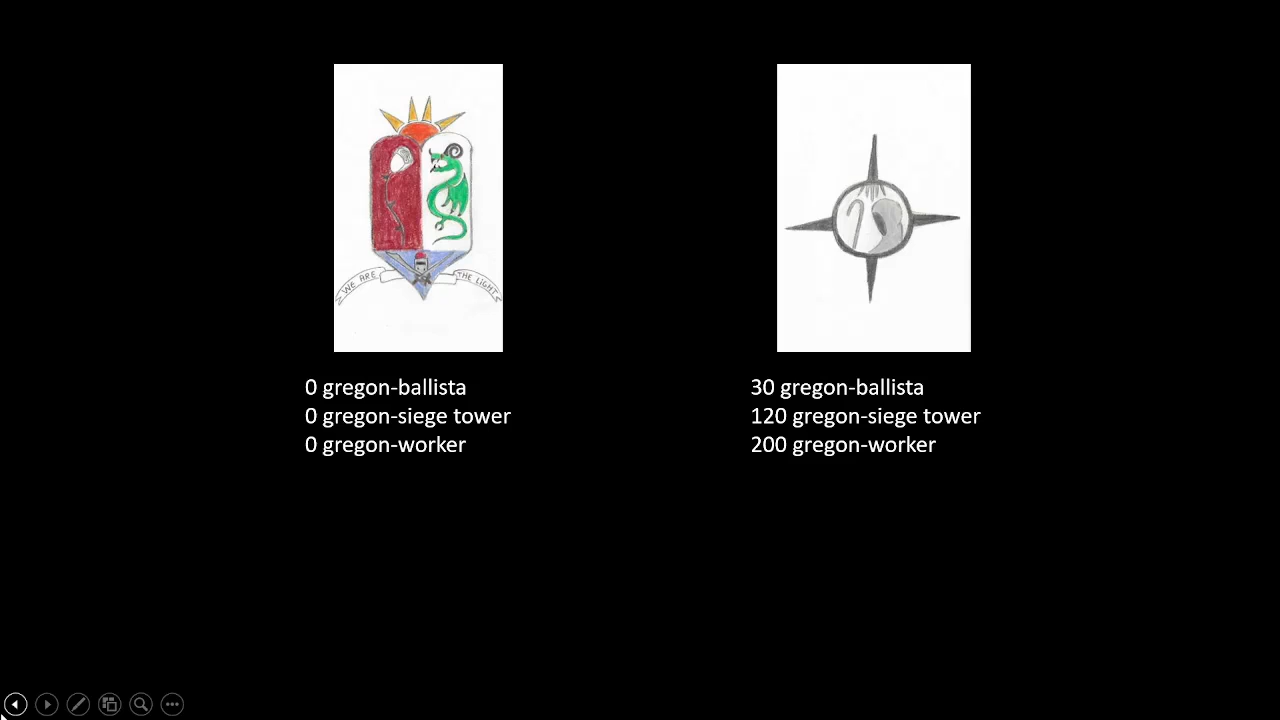 WE ARE THE LIGHT
0 gregon-ballista
0 gregon-siege tower
0 gregon-worker
30 gregon-ballista
120 gregon-siege tower
200 gregon-worker